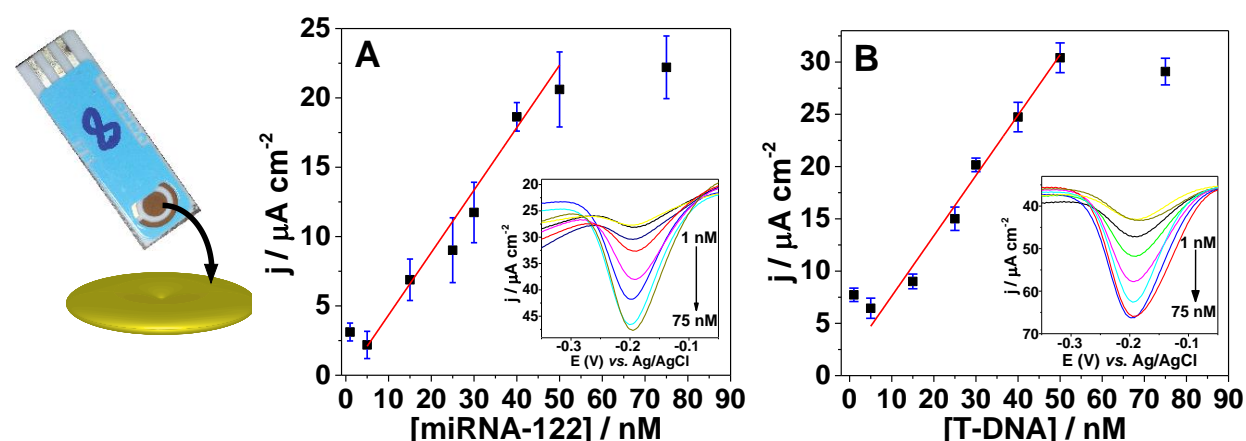 8
A
25
20
15
10
5
0
j / µA cm-2
0 10 20 30 40 50 60 70 80 90
[miRNA-122] / nM
20
25
30
35
40
45
j / µA cm-2
1 nM
75 nM
-0.3 -0.2 -0.1
E (V) vs. Ag/AgCl
B
30
25
20
15
10
5
0
j / µA cm-2
0 10 20 30 40 50 60 70 80 90
[T-DNA] / nM
40
50
60
70
j / µA cm-2
1 nM
75 nM
-0.3 -0.2 -0.1
E (V) vs. Ag/AgCl